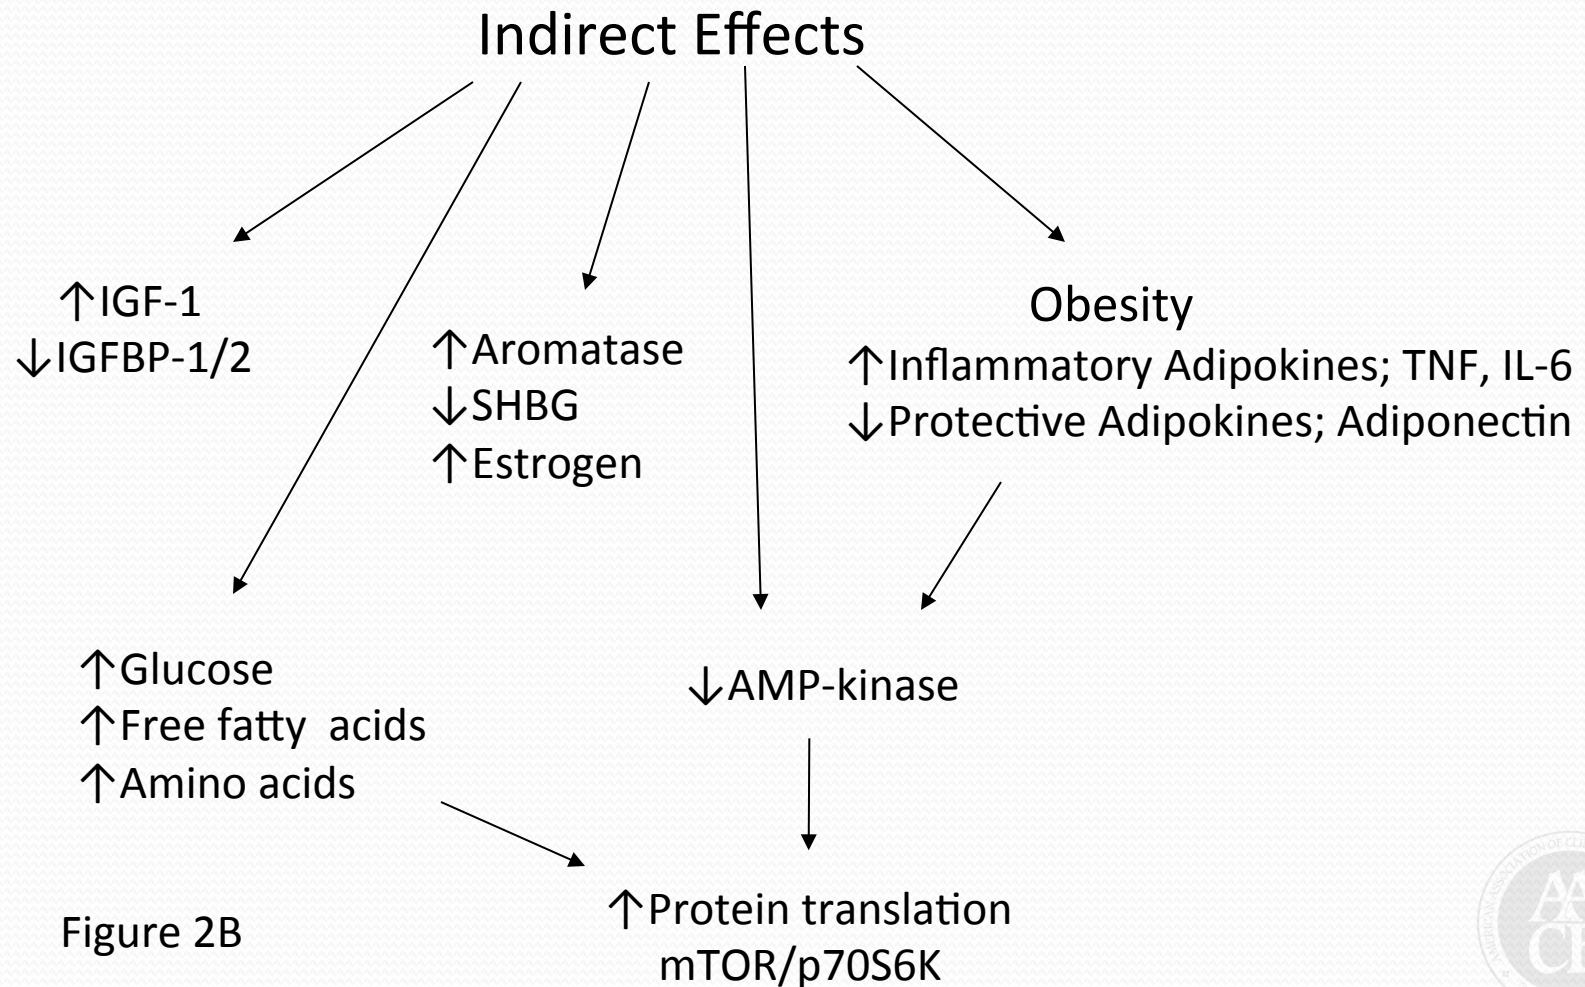 Indirect Effects
↑IGF-1
↓IGFBP-1/2
↑Aromatase
↓SHBG
↑Estrogen
Obesity
↑Inflammatory Adipokines; TNF, IL-6
↓Protective Adipokines; Adiponectin
↑Glucose
↑Free fatty acids
↑Amino acids
↓AMP-kinase
↑Protein translation
mTOR/p70S6K
Figure 2B